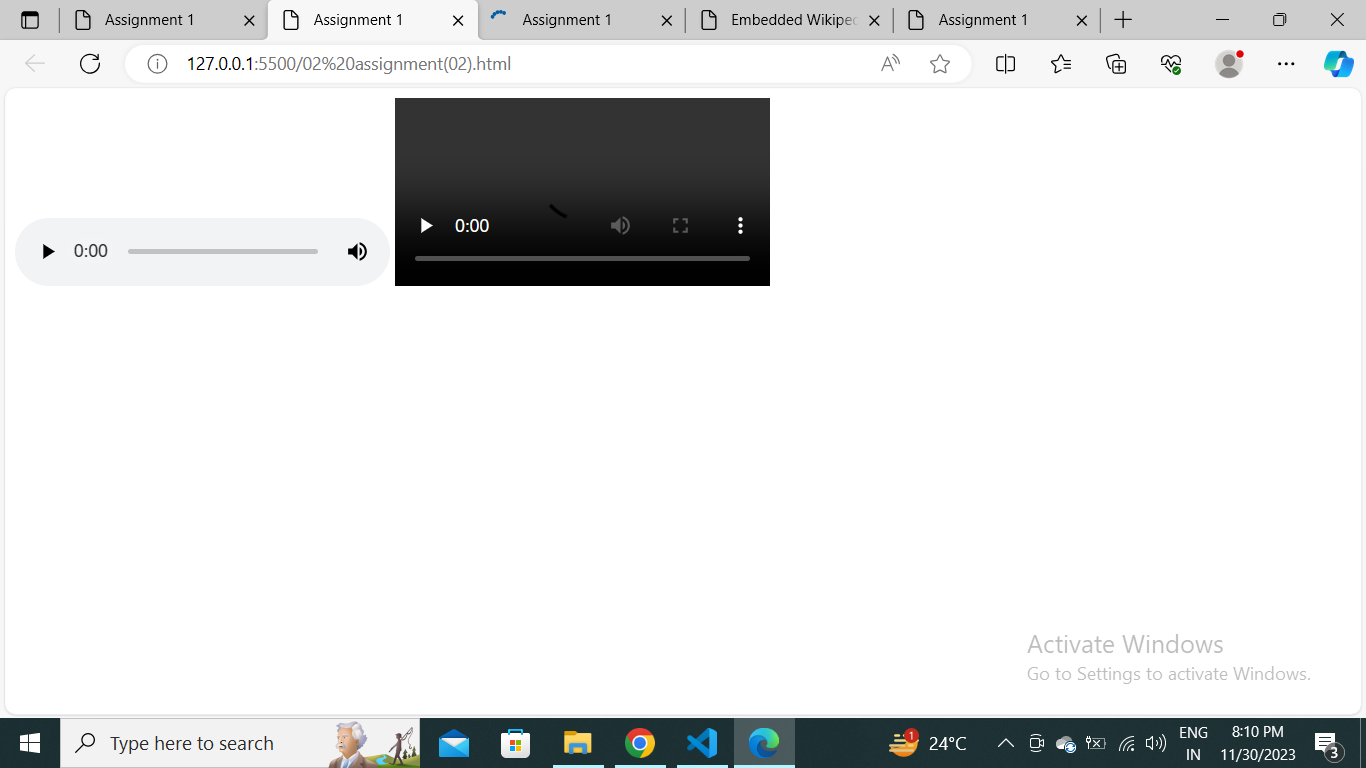 Assignment 1
Assignment 1
Assignment 1
Embedded Wikiped
Assignment 1
127.0.0.1:5500/02%20assignment(02).html
0:00
0:00
Activate Windows
Go to Settings to activate Windows.
Type here to search
1
24°C
ENG
IN
8:10 PM
11/30/2023
3